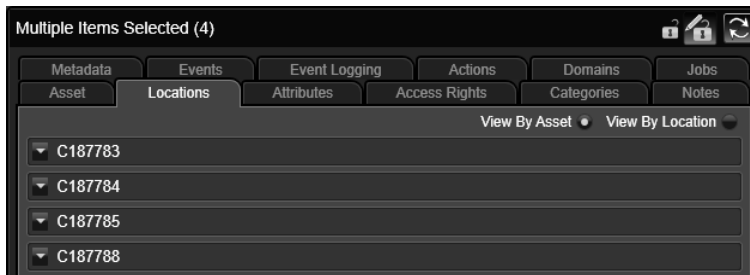 Multiple Items Selected (4)
Metadata Events Event Logging Actions Domains Jobs
Asset Locations Attributes Access Rights Categories Notes
View By Asset View By Location
C187783
C187784
C187785
C187788